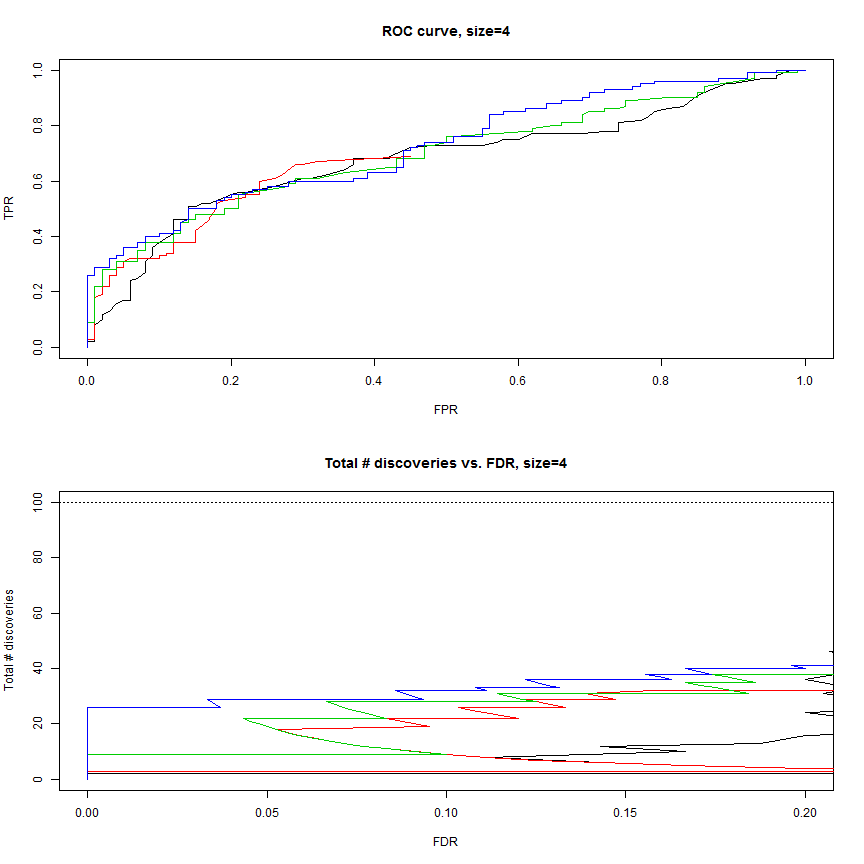 ROC curve, size=4
TPR
1.0
0.8
0.6
0.4
0.2
0.0
0.0 0.2 0.4 0.6 0.8 1.0
FPR
Total # discoveries vs. FDR, size=4
Total # discoveries
100
80
60
40
20
0
0.00 0.05 0.10 0.15 0.20
FDR